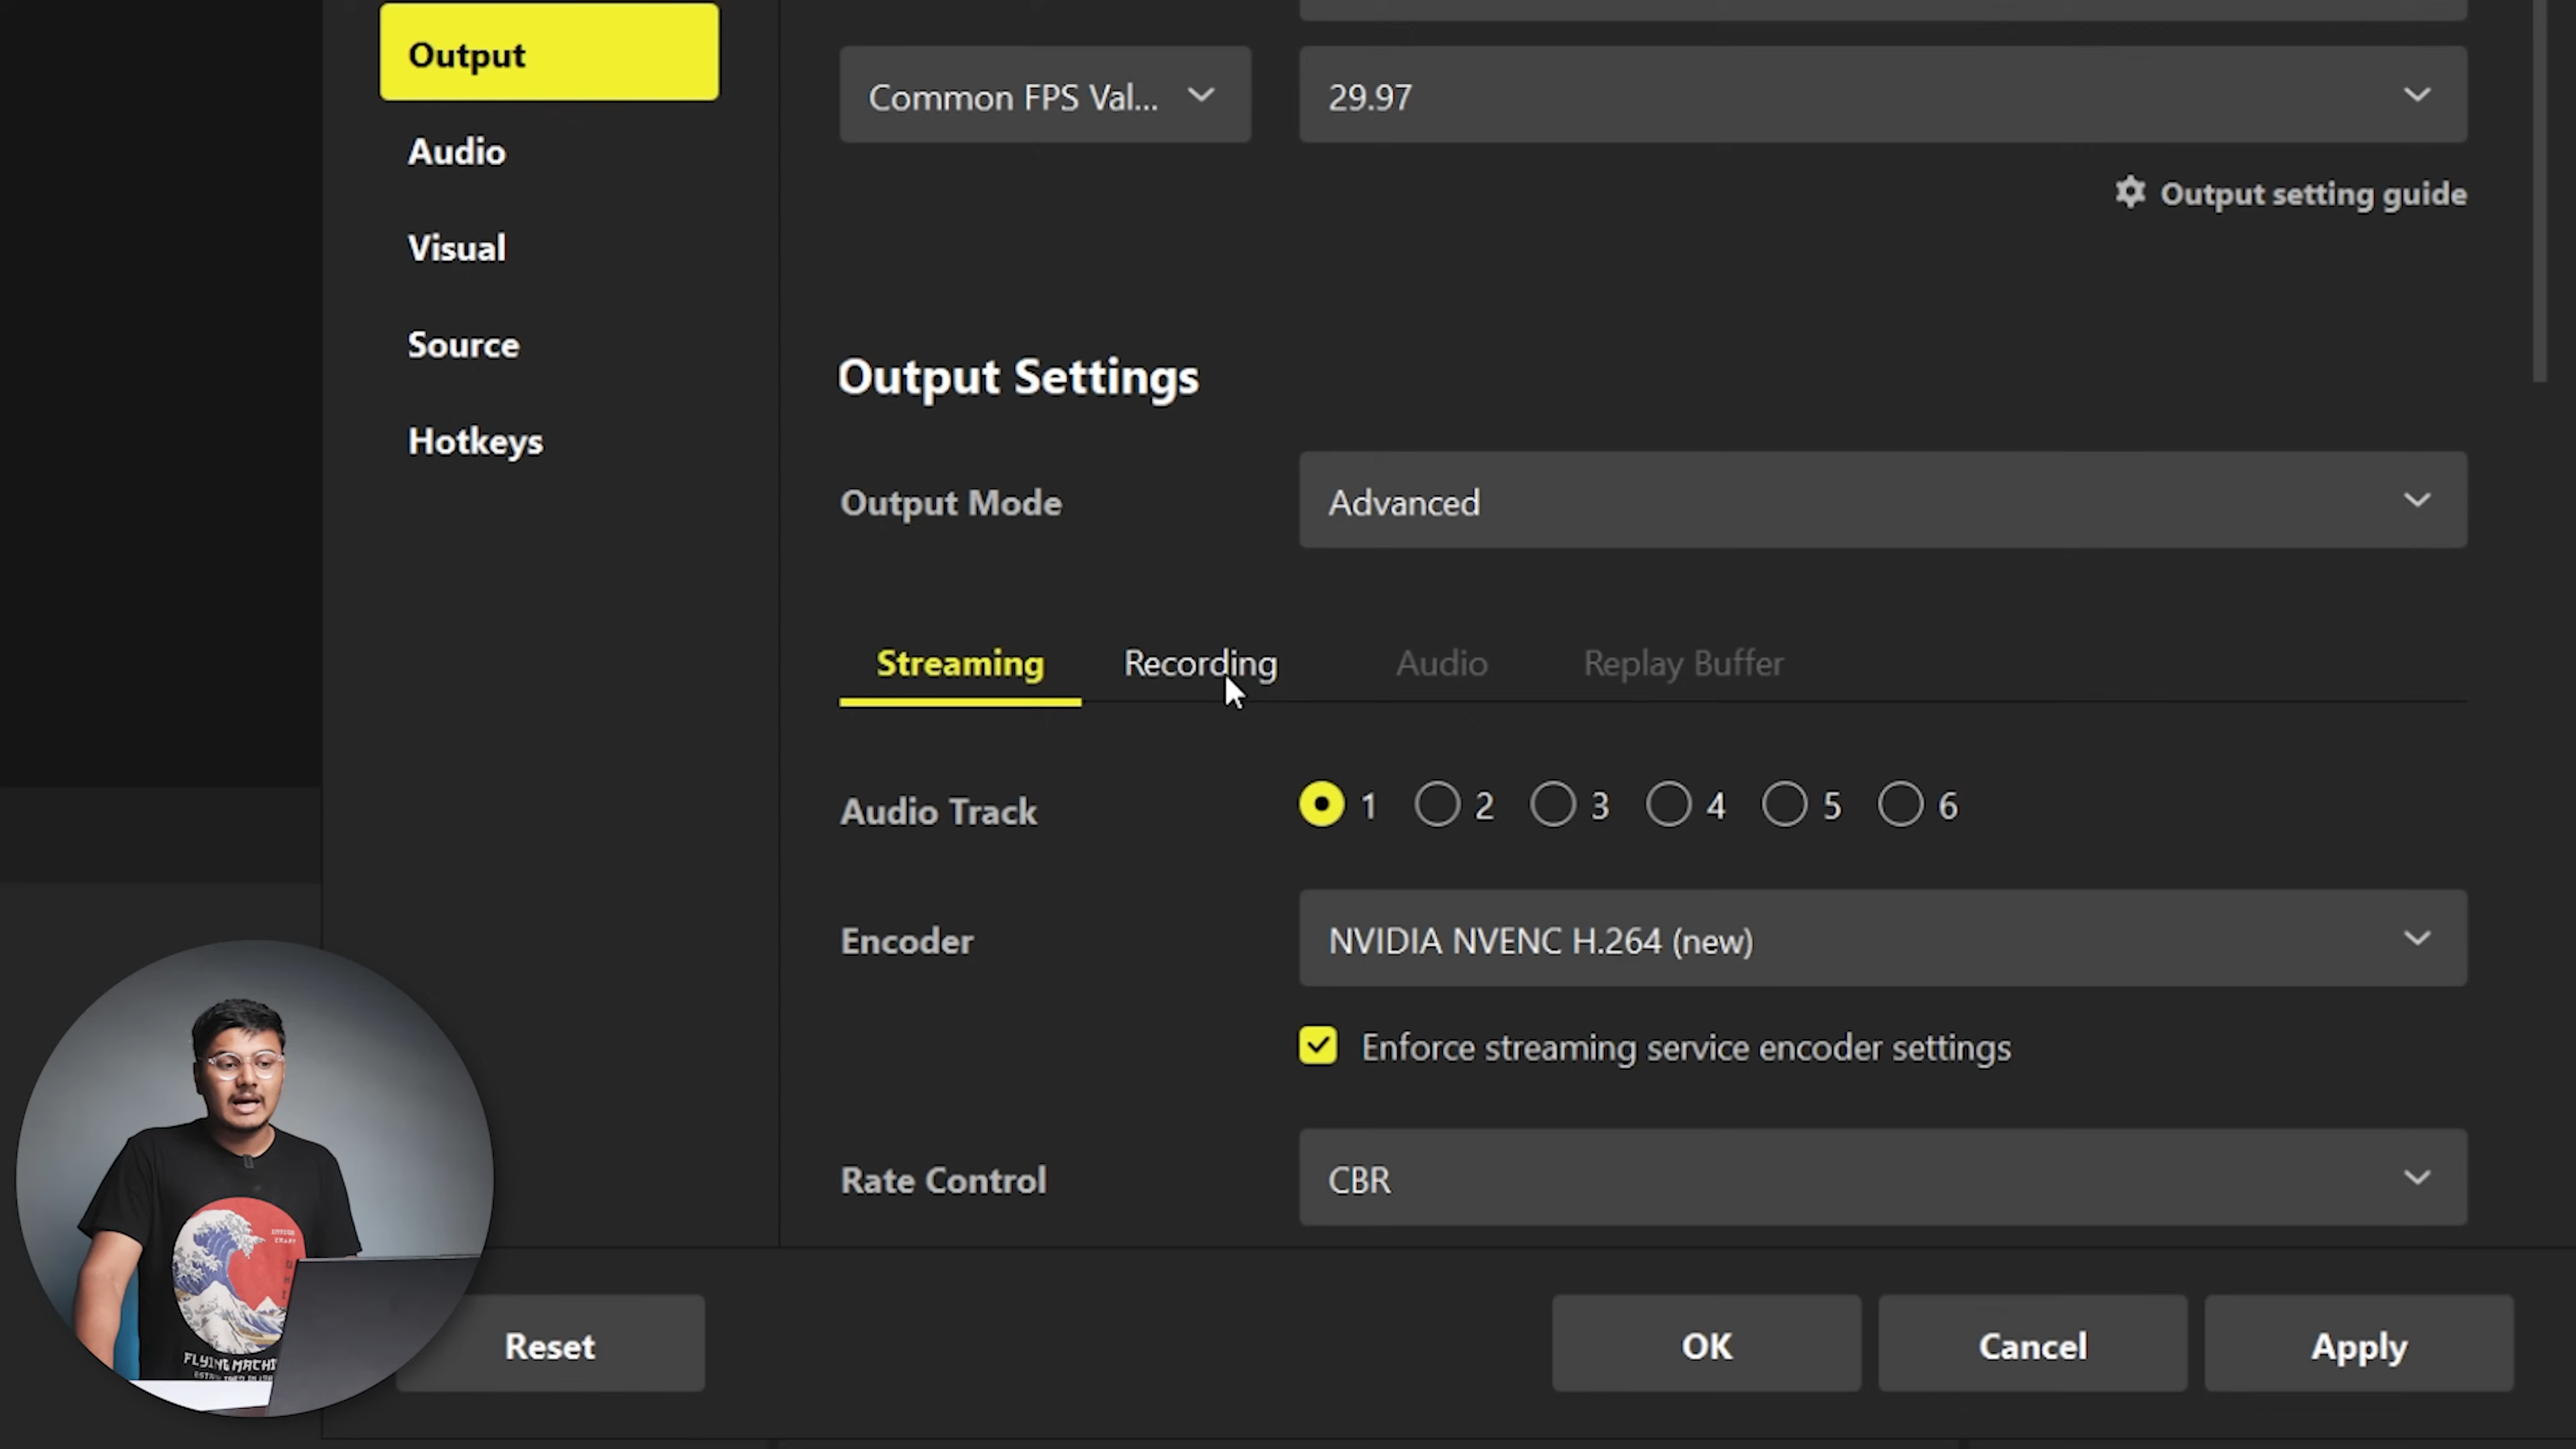 Output
Audio
Visual
Source
Hotkeys
Common FPS Val...
29.97
Output setting guide
Output Settings
Output Mode
Advanced
Streaming
Recording
Audio
Replay Buffer
Audio Track
1 2 3 4 5 6
Encoder
NVIDIA NVENC H.264 (new)
Enforce streaming service encoder settings
Rate Control
CBR
FLYING MACHI
Reset
OK
Cancel
Apply